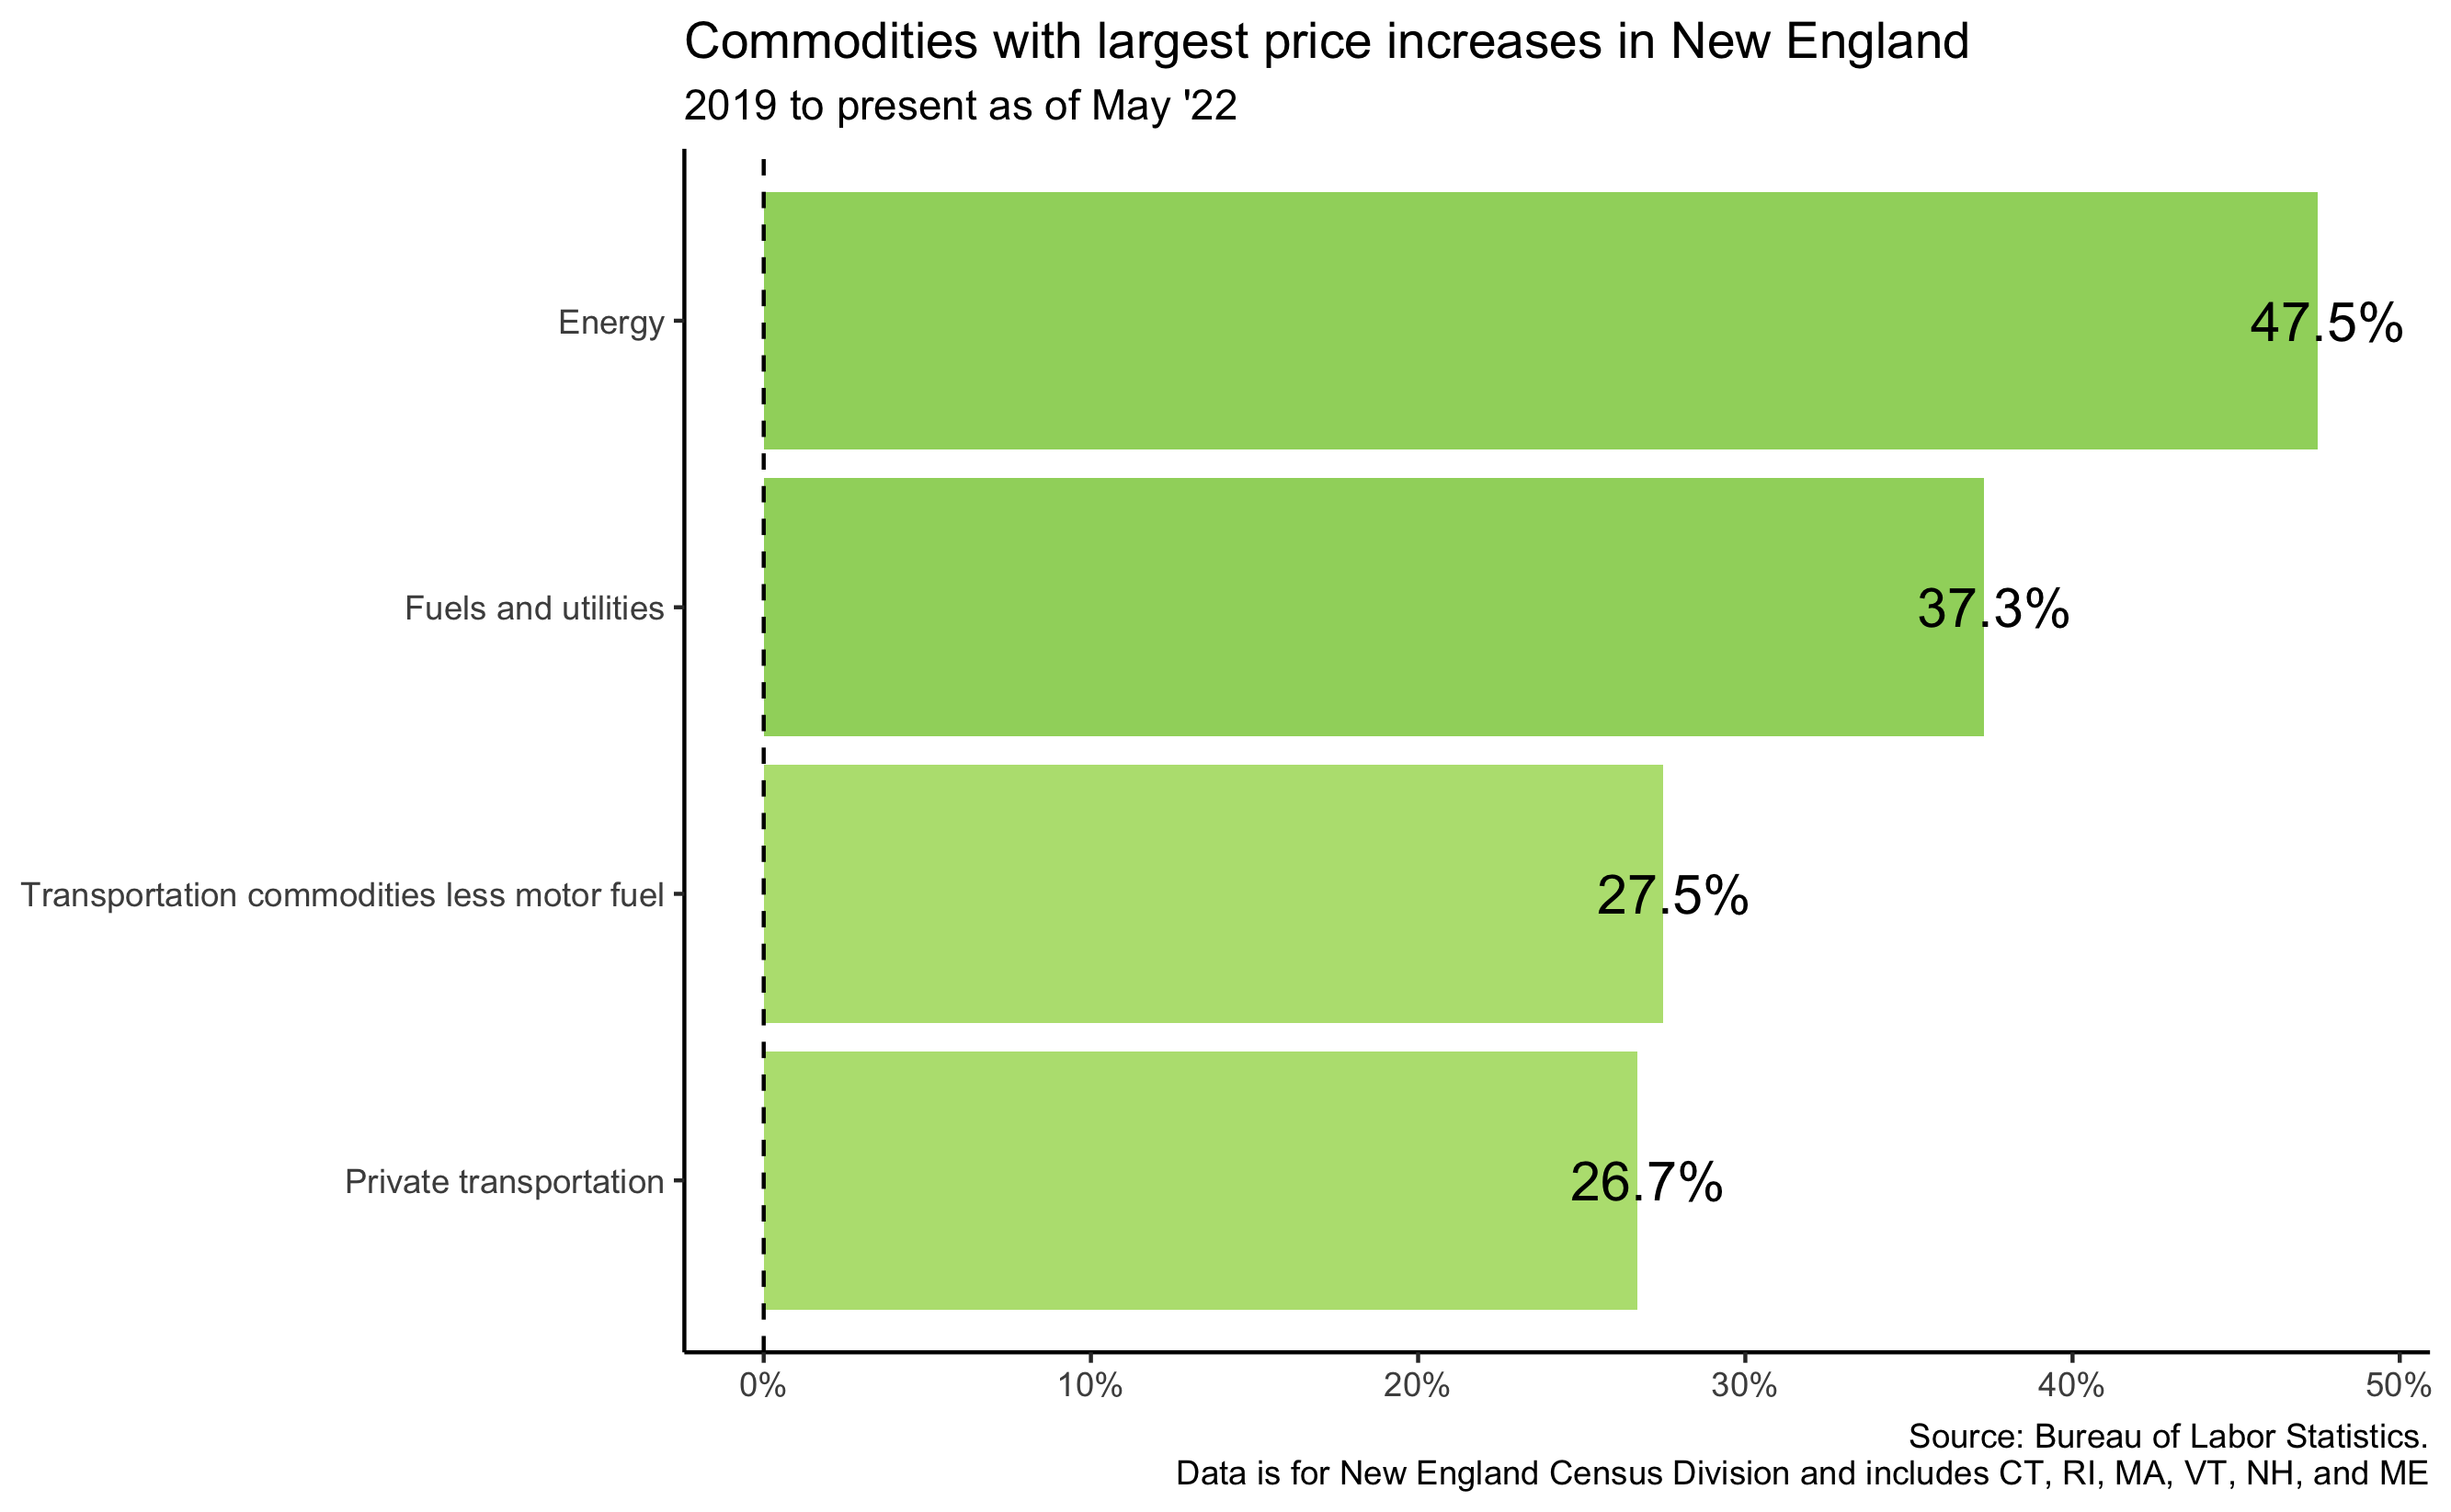 Commodities with largest price increases in New England
2019 to present as of May '22
Energy
47.5%
Fuels and utilities
37.3%
Transportation commodities less motor fuel
27.5%
Private transportation
26.7%
0% 10% 20% 30% 40% 50%
Source: Bureau of Labor Statistics.
Data is for New England Census Division and includes CT, RI, MA, VT, NH, and ME